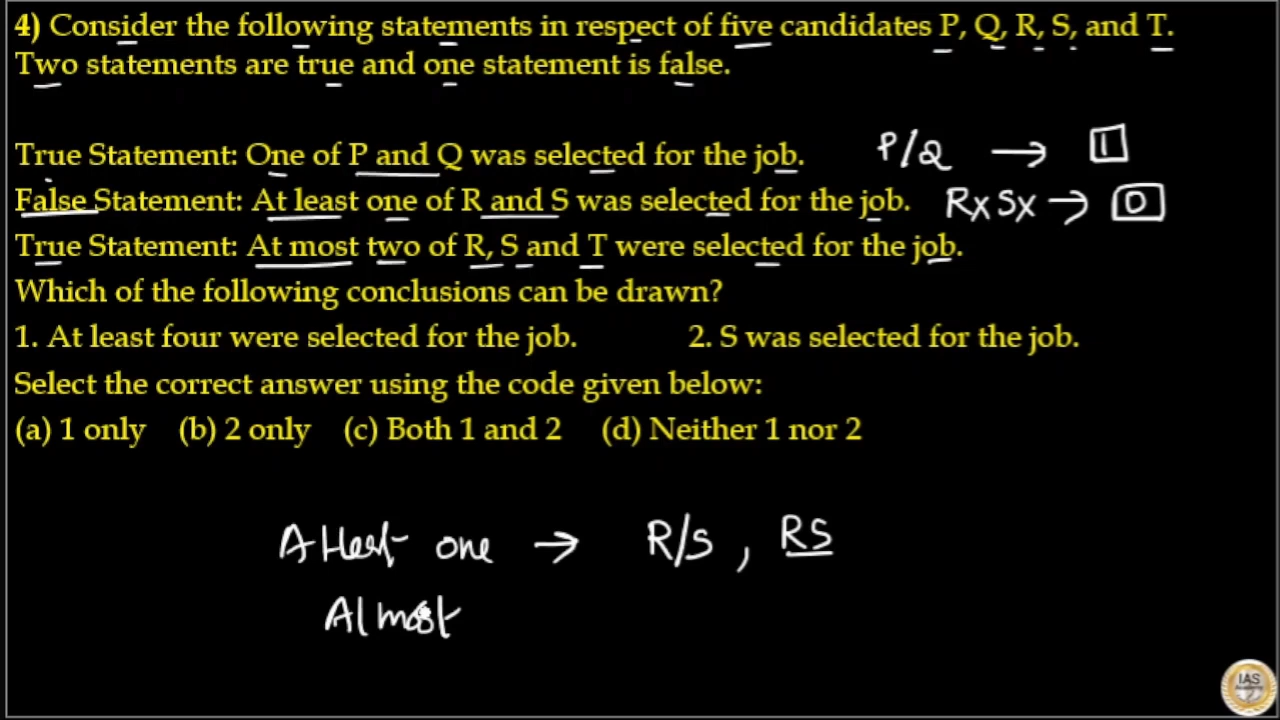 4) Consider the following statements in respect of five candidates P, Q, R, S, and T.
Two statements are true and one statement is false.
True Statement: One of P and Q was selected for the job. P/Q → 1
False Statement: At least one of R and S was selected for the job. Rx Sx → 0
True Statement: At most two of R, S and T were selected for the job.
Which of the following conclusions can be drawn?
1. At least four were selected for the job. 2. S was selected for the job.
Select the correct answer using the code given below:
(a) 1 only (b) 2 only (c) Both 1 and 2 (d) Neither 1 nor 2
one → R/S, RS
IAS